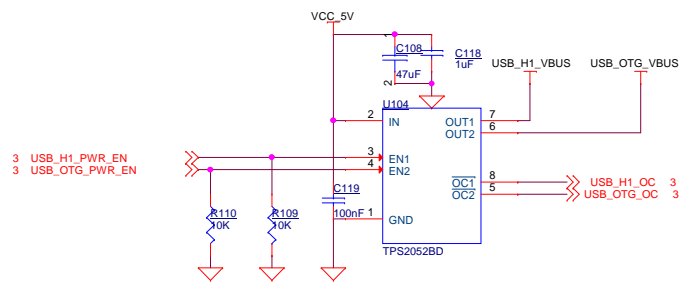 VCC_5V
1
C108
47uF
2
C118
1uF
USB_H1_VBUS
USB_OTG_VBUS
U104
2
IN
OUT1
7
OUT2
6
3 USB_H1_PWR_EN
3
EN1
3 USB_OTG_PWR_EN
4
EN2
OC1
8
USB_H1_OC 3
OC2
5
USB_OTG_OC 3
C119
100nF
1
GND
R110
10K
R109
10K
TPS2052BD